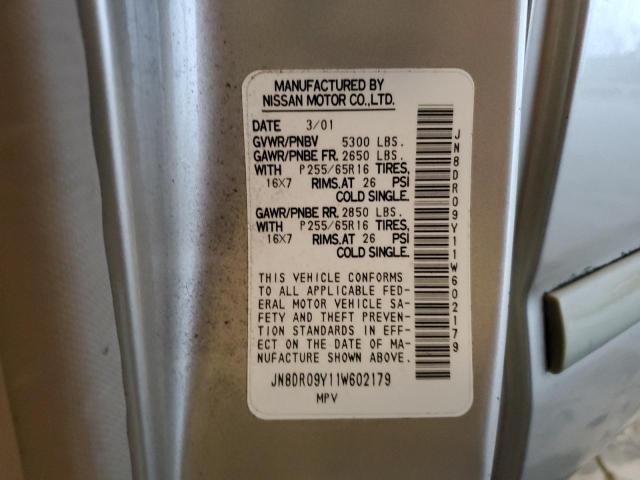 MANUFACTURED BY
NISSAN MOTOR CO.,LTD.
DATE 3/01
GVWR/PNBV 5300 LBS.
GAWR/PNBE FR. 2650 LBS.
WITH P255/65R16 TIRES,
16X7 RIMS.AT 26 PSI
COLD SINGLE.
GAWR/PNBE RR. 2850 LBS.
WITH P255/65R16 TIRES,
16X7 RIMS.AT 26 PSI
COLD SINGLE.
THIS VEHICLE CONFORMS
TO ALL APPLICABLE FED-
ERAL MOTOR VEHICLE SA-
FETY AND THEFT PREVEN-
TION STANDARDS IN EFF-
ECT ON THE DATE OF MA-
NUFACTURE SHOWN ABOVE.
JN8DR09Y11W602179
MPV
JN8DR09Y11W602179